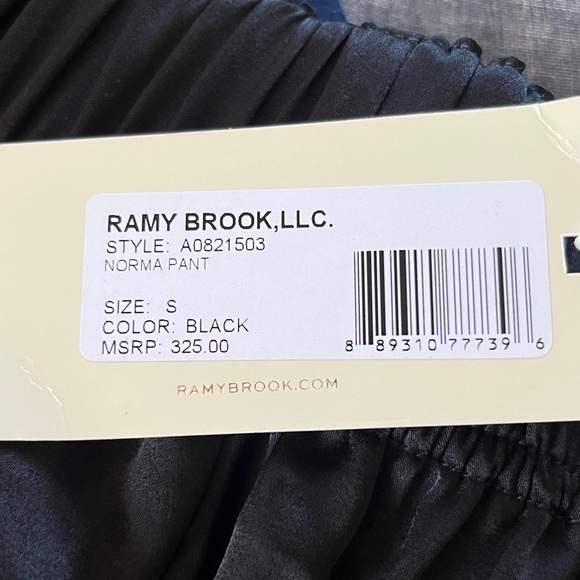 RAMY BROOK,LLC.
STYLE: A0821503
NORMA PANT
SIZE: S
COLOR: BLACK
MSRP: 325.00
8 89310 77739 6
RAMYBROOK.COM